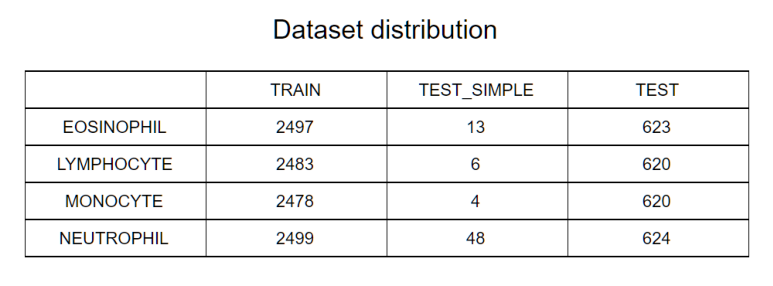 Dataset distribution
TRAIN TEST_SIMPLE TEST
EOSINOPHIL 2497 13 623
LYMPHOCYTE 2483 6 620
MONOCYTE 2478 4 620
NEUTROPHIL 2499 48 624